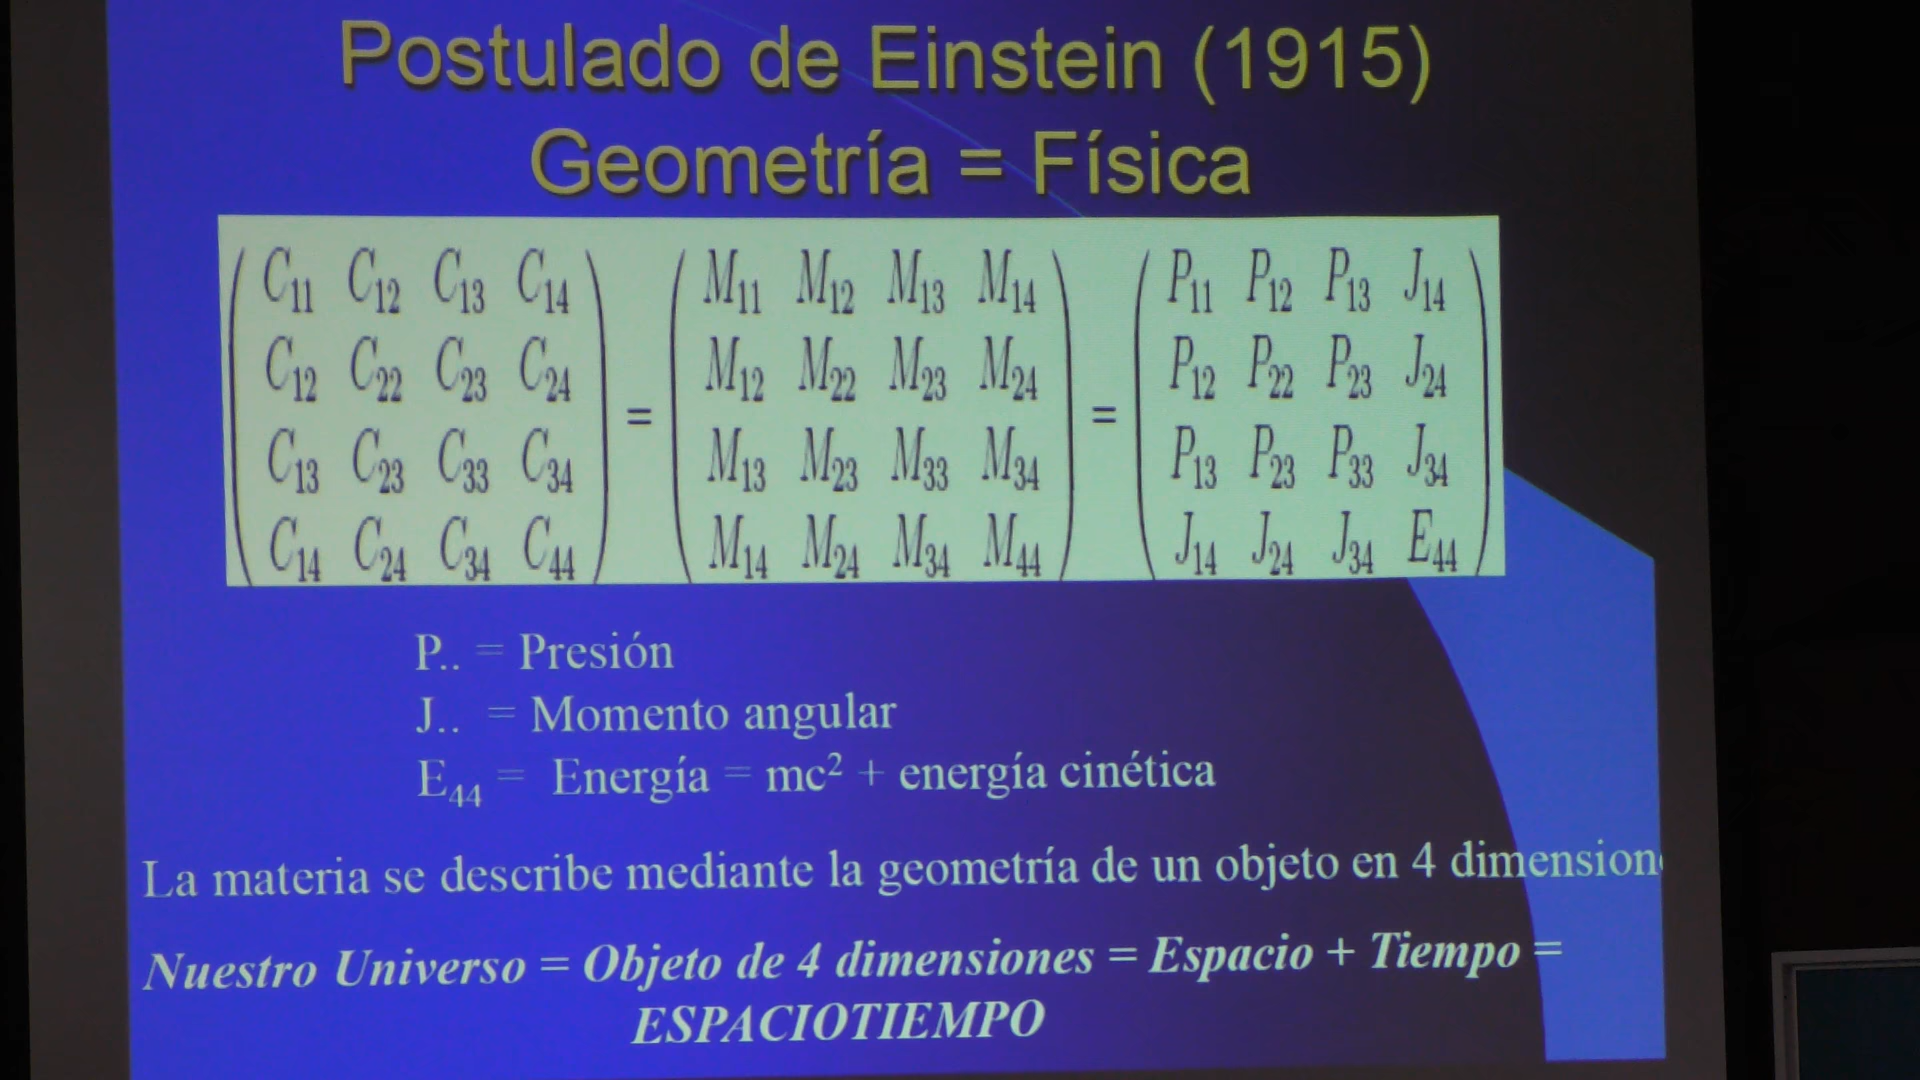 Postulado de Einstein (1915)
Geometría = Física
C11 C12 C13 C14 M11 M12 M13 M14 P11 P12 P13 J14
C12 C22 C23 C24 M12 M22 M23 M24 P12 P22 P23 J24
= =
C13 C23 C33 C34 M13 M23 M33 M34 P13 P23 P33 J34
C14 C24 C34 C44 M14 M24 M34 M44 J14 J24 J34 E44
P.. = Presión
J.. = Momento angular
E44 = Energía = mc² + energía cinética
La materia se describe mediante la geometría de un objeto en 4 dimension
Nuestro Universo = Objeto de 4 dimensiones = Espacio + Tiempo =
ESPACIOTIEMPO